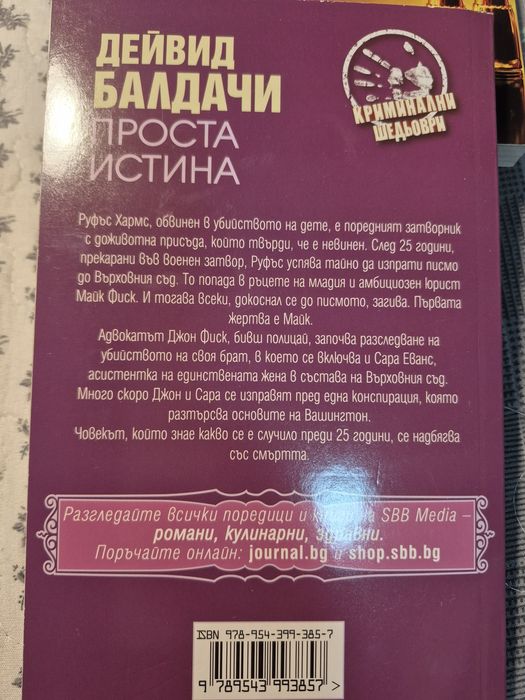 ДЕЙВИД
БАЛДАЧИ
ПРОСТА
ИСТИНА
КРИМИНАЛНИ
ШЕДЬОВРИ
Руфъс Хармс, обвинен в убийството на дете, е поредният затворник
с доживотна присъда, който твърди, че е невинен. След 25 години,
прекарани във военен затвор, Руфъс успява тайно да изпрати писмо
до Върховния съд. То попада в ръцете на младия и амбициозен юрист
Майк Фиск. И тогава всеки, докоснал се до писмото, загива. Първата
жертва е Майк.
Адвокатът Джон Фиск, бивш полицай, започва разследване на
убийството на своя брат, в което се включва и Сара Еванс,
асистентка на единствената жена в състава на Върховния съд.
Много скоро Джон и Сара се изправят пред една конспирация, която
разтърсва основите на Вашингтон.
Човекът, който знае какво се е случило преди 25 години, се надбягва
със смъртта.
Разгледайте всички поредици и книги на SBB Media –
романи, кулинарни, здравни.
Поръчайте онлайн: journal.bg и shop.sbb.bg
ISBN 978-954-399-385-7
9 789543 993857